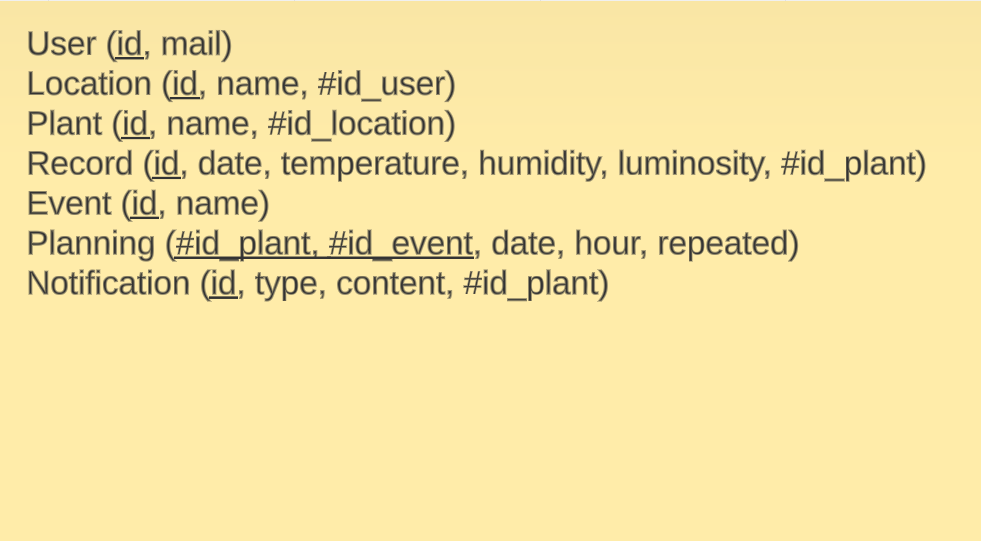 User (id, mail)
Location (id, name, #id_user)
Plant (id, name, #id_location)
Record (id, date, temperature, humidity, luminosity, #id_plant)
Event (id, name)
Planning (#id_plant, #id_event, date, hour, repeated)
Notification (id, type, content, #id_plant)